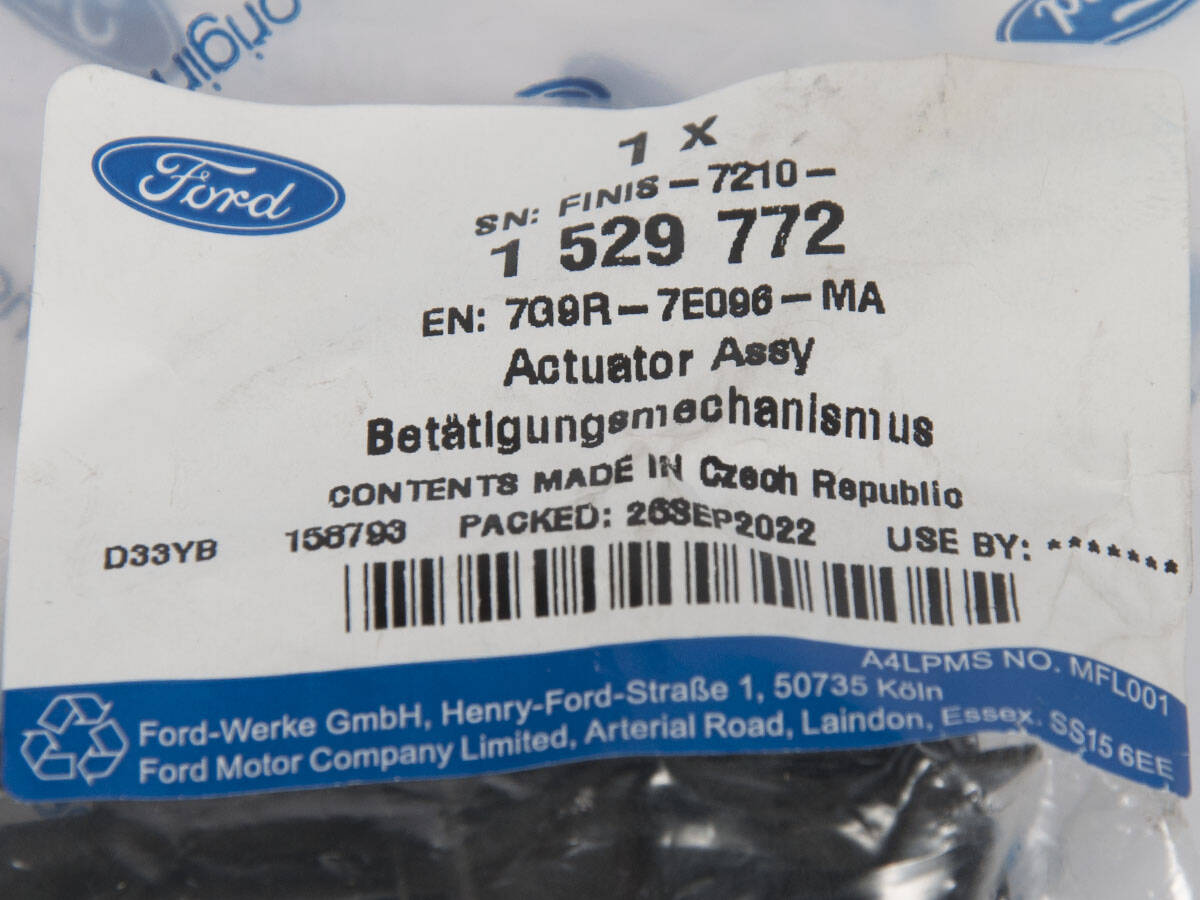 origin
Ford
1 X
SN: FINIS-7210-
1 529 772
EN: 7G9R-7E096-MA
Actuator Assy
Betätigungsmechanismus
CONTENTS MADE IN Czech Republic
D33YB 158793 PACKED: 26SEP2022 USE BY: *******
A4LPMS NO. MFL001
Ford-Werke GmbH, Henry-Ford-Straße 1, 50735 Köln
Ford Motor Company Limited, Arterial Road, Laindon, Essex. SS15 6EE